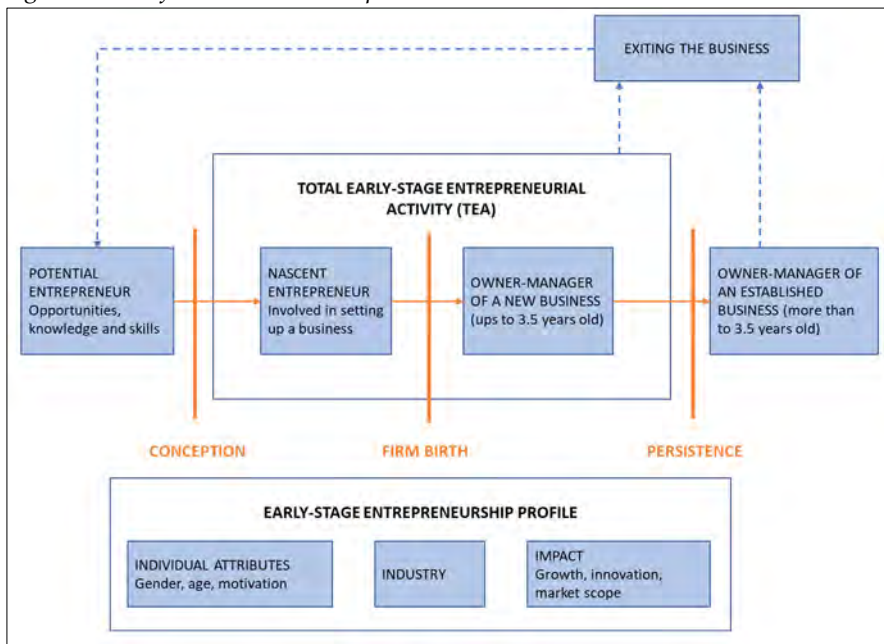 EXITING THE BUSINESS
TOTAL EARLY-STAGE ENTREPRENEURIAL
ACTIVITY (TEA)
POTENTIAL
ENTREPRENEUR
Opportunities,
knowledge and skills
NASCENT
ENTREPRENEUR
Involved in setting
up a business
OWNER-MANAGER
OF A NEW BUSINESS
(ups to 3.5 years old)
OWNER-MANAGER OF
AN ESTABLISHED
BUSINESS (more than
to 3.5 years old)
CONCEPTION
FIRM BIRTH
PERSISTENCE
EARLY-STAGE ENTREPRENEURSHIP PROFILE
INDIVIDUAL ATTRIBUTES
Gender, age, motivation
INDUSTRY
IMPACT
Growth, innovation,
market scope